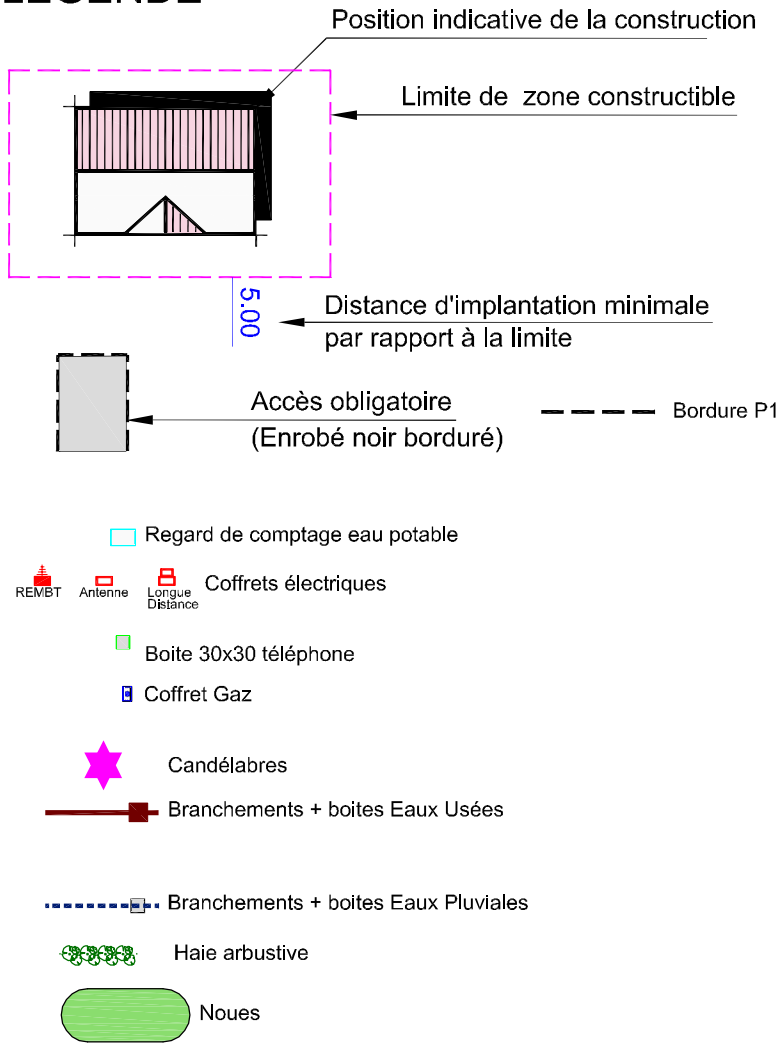 LEGENDE
Position indicative de la construction
Limite de zone constructible
5.00
Distance d'implantation minimale
par rapport à la limite
Accès obligatoire
(Enrobé noir borduré)
Bordure P1
Regard de comptage eau potable
REMBT
Antenne
Longue
Distance
Coffrets électriques
Boite 30x30 téléphone
Coffret Gaz
Candélabres
Branchements + boites Eaux Usées
Branchements + boites Eaux Pluviales
Haie arbustive
Noues